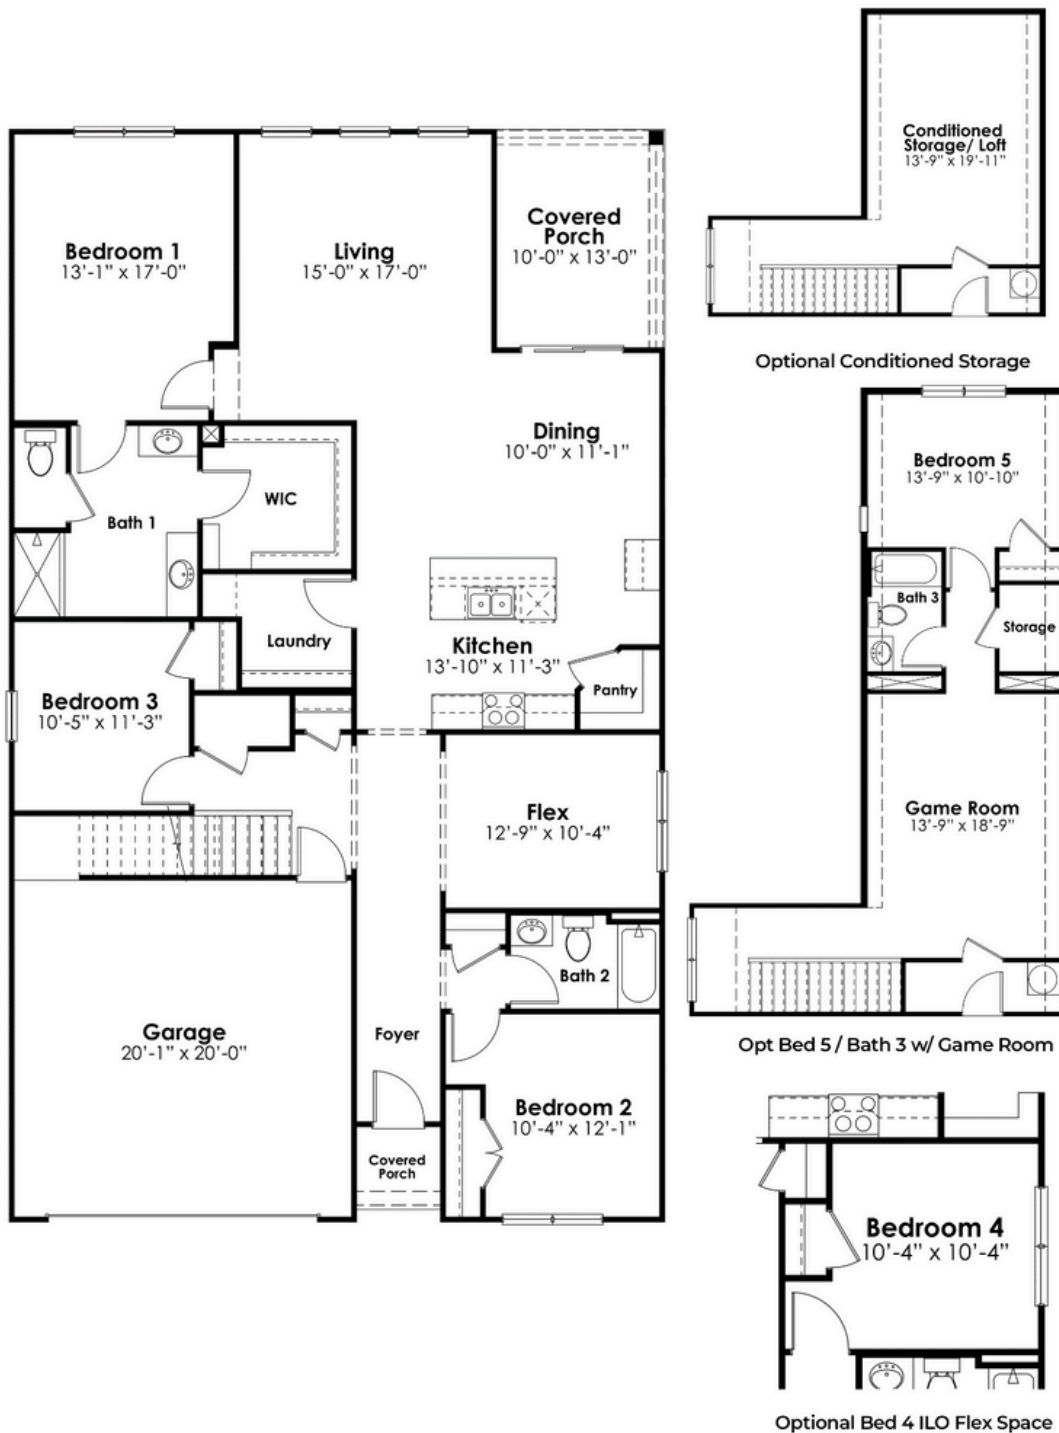 Bedroom 1
13'-1" x 17'-0"
Living
15'-0" x 17'-0"
Covered
Porch
10'-0" x 13'-0"
Dining
10'-0" x 11'-1"
WIC
Bath 1
Laundry
Kitchen
13'-10" x 11'-3"
Pantry
Bedroom 3
10'-5" x 11'-3"
Flex
12'-9" x 10'-4"
Bath 2
Garage
20'-1" x 20'-0"
Foyer
Bedroom 2
10'-4" x 12'-1"
Covered
Porch
Conditioned
Storage/ Loft
13'-9" x 19'-11"
Optional Conditioned Storage
Bedroom 5
13'-9" x 10'-10"
Bath 3
Storage
Game Room
13'-9" x 18'-9"
Opt Bed 5 / Bath 3 w/ Game Room
Bedroom 4
10'-4" x 10'-4"
Optional Bed 4 ILO Flex Space